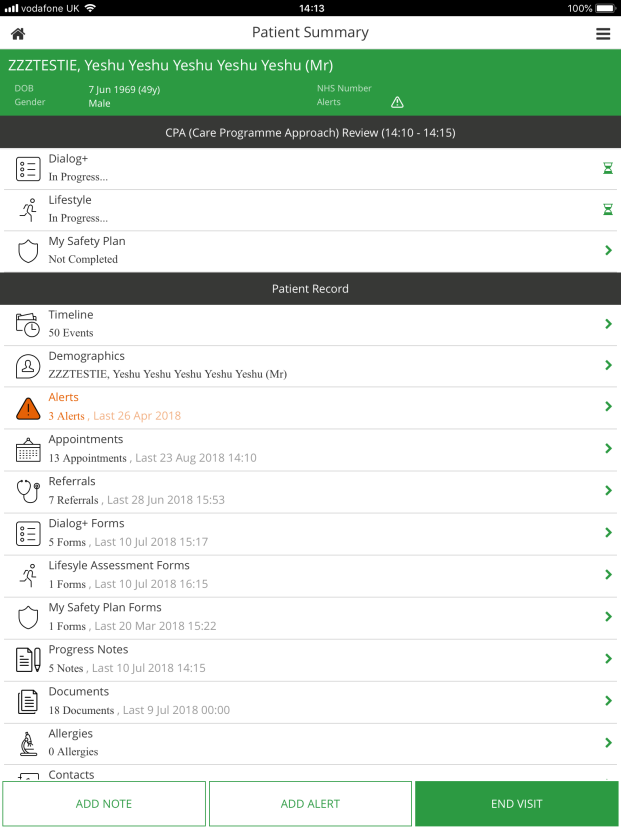 vodafone UK 14:13 100%
Patient Summary
ZZZTESTIE, Yeshu Yeshu Yeshu Yeshu Yeshu (Mr)
DOB 7 Jun 1969 (49y) NHS Number
Gender Male Alerts
CPA (Care Programme Approach) Review (14:10 - 14:15)
Dialog+
In Progress...
Lifestyle
In Progress...
My Safety Plan
Not Completed
Patient Record
Timeline
50 Events
Demographics
ZZZTESTIE, Yeshu Yeshu Yeshu Yeshu Yeshu (Mr)
Alerts
3 Alerts , Last 26 Apr 2018
Appointments
13 Appointments , Last 23 Aug 2018 14:10
Referrals
7 Referrals , Last 28 Jun 2018 15:53
Dialog+ Forms
5 Forms , Last 10 Jul 2018 15:17
Lifesyle Assessment Forms
1 Forms , Last 10 Jul 2018 16:15
My Safety Plan Forms
1 Forms , Last 20 Mar 2018 15:22
Progress Notes
5 Notes , Last 10 Jul 2018 14:15
Documents
18 Documents , Last 9 Jul 2018 00:00
Allergies
0 Allergies
Contacts
ADD NOTE ADD ALERT END VISIT